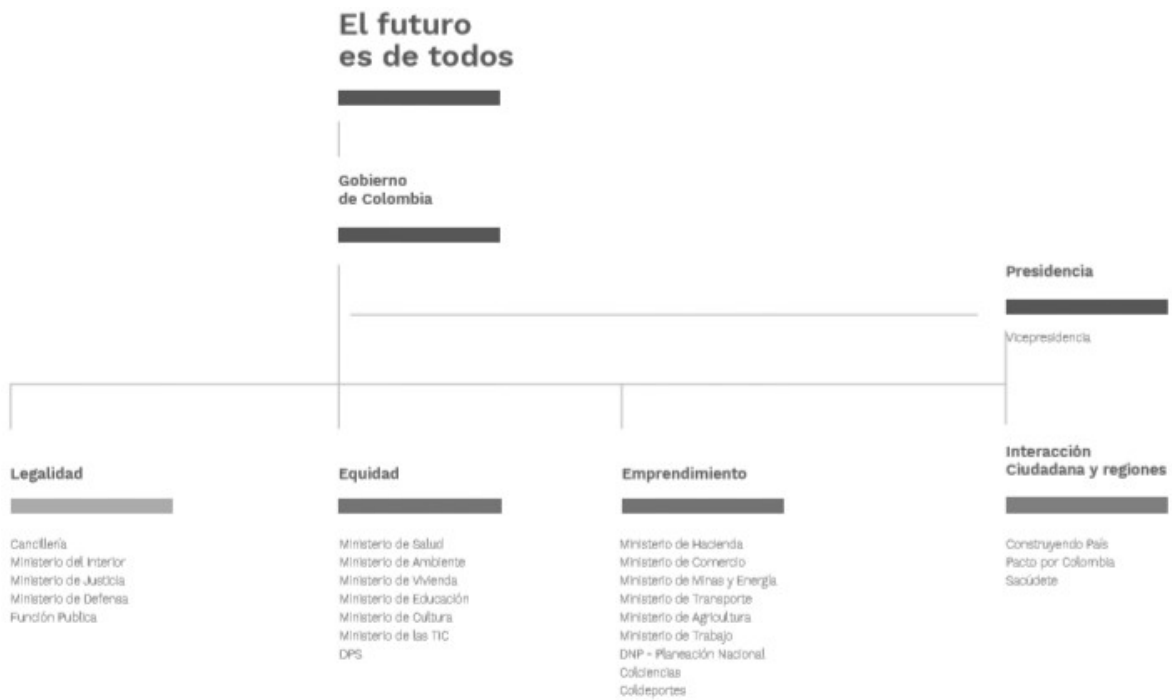 El futuro
es de todos
Gobierno
de Colombia
Presidencia
Vicepresidencia
Legalidad
Cancillería
Ministerio del Interior
Ministerio de Justicia
Ministerio de Defensa
Función Publica
Equidad
Ministerio de Salud
Ministerio de Ambiente
Ministerio de Vivienda
Ministerio de Educación
Ministerio de Cultura
Ministerio de las TIC
DPS
Emprendimiento
Ministerio de Hacienda
Ministerio de Comercio
Ministerio de Minas y Energía
Ministerio de Transporte
Ministerio de Agricultura
Ministerio de Trabajo
DNP - Planeación Nacional
Colciencias
Coldeportes
Interacción
Ciudadana y regiones
Construyendo País
Pacto por Colombia
Sacúdete